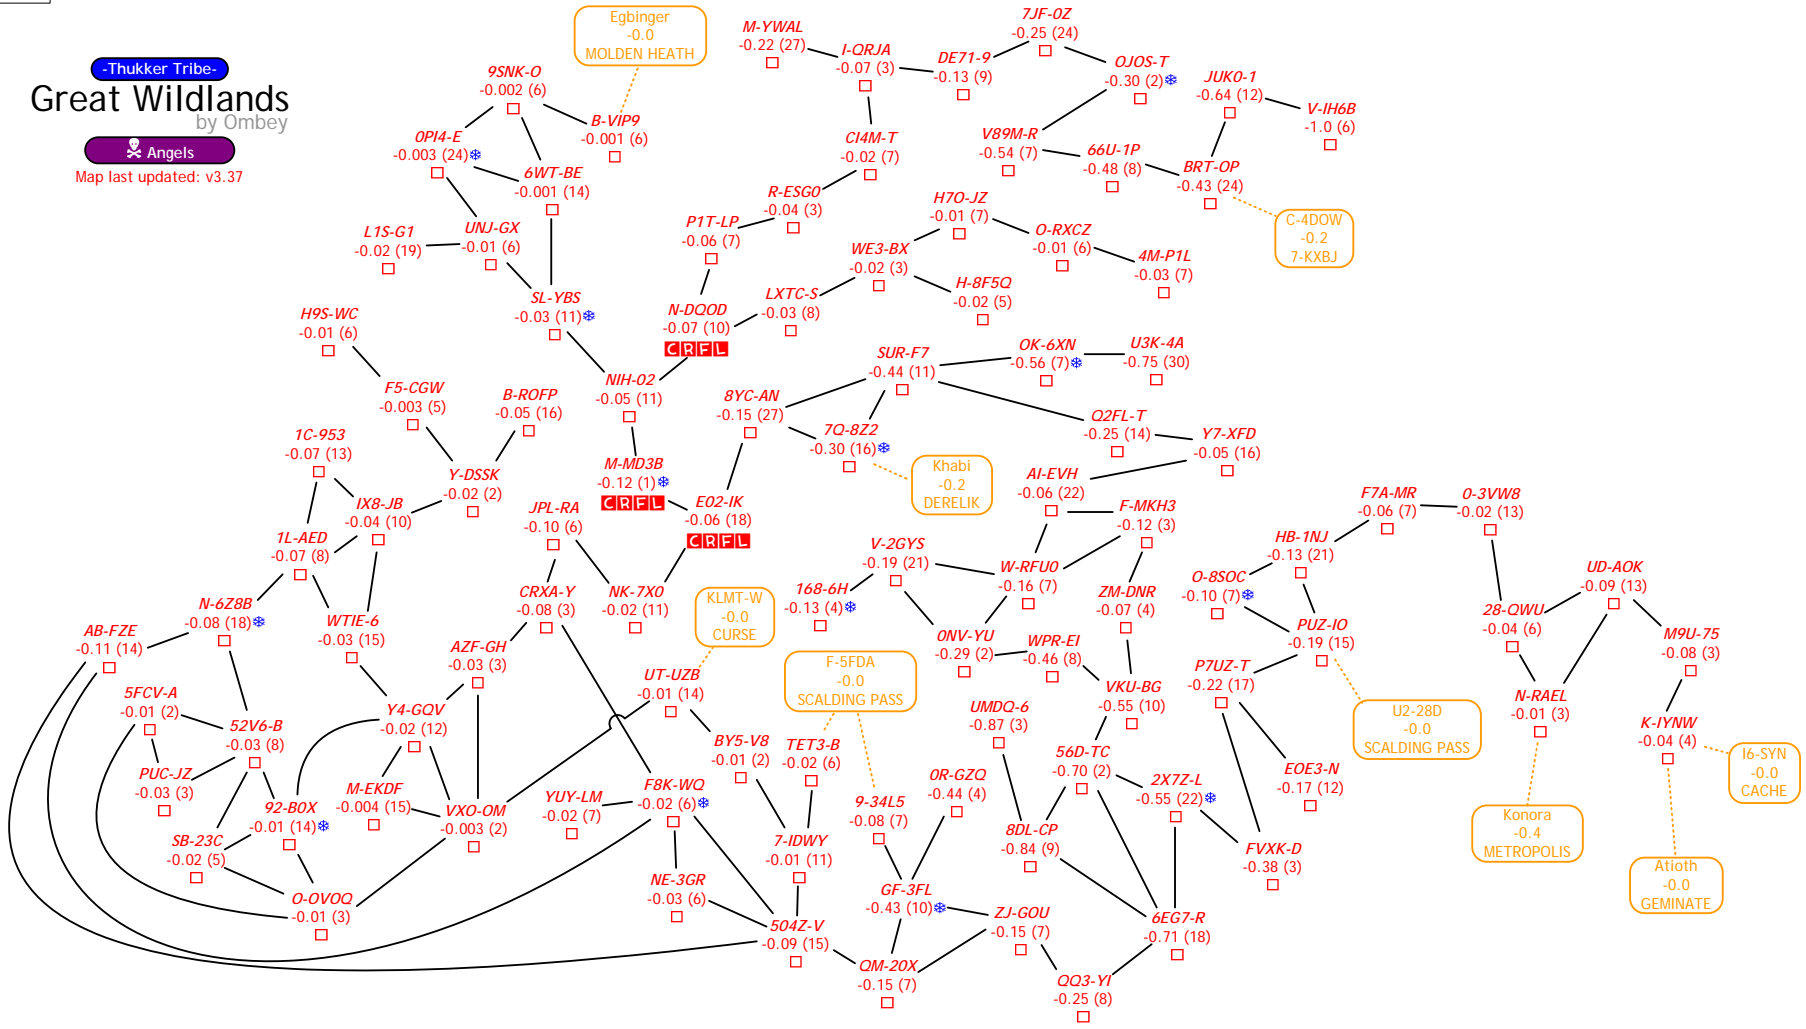 -Thukker Tribe-
Great Wildlands
by Ombey
Angels
Map last updated: v3.37
Egbinger
-0.0
MOLDEN HEATH
9SNK-O
-0.002 (6)
B-VIP9
-0.001 (6)
0PI4-E
-0.003 (24)
6WT-BE
-0.001 (14)
L1S-G1
-0.02 (19)
UNJ-GX
-0.01 (6)
SL-YBS
-0.03 (11)
M-YWAL
-0.22 (27)
I-QRJA
-0.07 (3)
DE71-9
-0.13 (9)
7JF-0Z
-0.25 (24)
OJOS-T
-0.30 (2)
JUK0-1
-0.64 (12)
V-IH6B
-1.0 (6)
CI4M-T
-0.02 (7)
V89M-R
-0.54 (7)
66U-1P
-0.48 (8)
BRT-OP
-0.43 (24)
C-4DOW
-0.2
7-KXBJ
R-ESG0
-0.04 (3)
P1T-LP
-0.06 (7)
H7O-JZ
-0.01 (7)
O-RXCZ
-0.01 (6)
4M-P1L
-0.03 (7)
WE3-BX
-0.02 (3)
H-8F5Q
-0.02 (5)
LXTC-S
-0.03 (8)
N-DQOD
-0.07 (10)
CRFL
H9S-WC
-0.01 (6)
F5-CGW
-0.003 (5)
B-ROFP
-0.05 (16)
NIH-02
-0.05 (11)
SUR-F7
-0.44 (11)
OK-6XN
-0.56 (7)
U3K-4A
-0.75 (30)
8YC-AN
-0.15 (27)
7Q-8Z2
-0.30 (16)
Khabi
-0.2
DERELIK
Q2FL-T
-0.25 (14)
Y7-XFD
-0.05 (16)
1C-953
-0.07 (13)
Y-DSSK
-0.02 (2)
IX8-JB
-0.04 (10)
M-MD3B
-0.12 (1)
CRFL
E02-IK
-0.06 (18)
CRFL
AI-EVH
-0.06 (22)
F-MKH3
-0.12 (3)
F7A-MR
-0.06 (7)
0-3VW8
-0.02 (13)
JPL-RA
-0.10 (6)
1L-AED
-0.07 (8)
V-2GYS
-0.19 (21)
W-RFU0
-0.16 (7)
HB-1NJ
-0.13 (21)
O-8SOC
-0.10 (7)
UD-AOK
-0.09 (13)
168-6H
-0.13 (4)
ZM-DNR
-0.07 (4)
N-6Z8B
-0.08 (18)
WTIE-6
-0.03 (15)
CRXA-Y
-0.08 (3)
NK-7X0
-0.02 (11)
KLMT-W
-0.0
CURSE
28-QWU
-0.04 (6)
PUZ-IO
-0.19 (15)
M9U-75
-0.08 (3)
AB-FZE
-0.11 (14)
AZF-GH
-0.03 (3)
0NV-YU
-0.29 (2)
WPR-EI
-0.46 (8)
F-5FDA
-0.0
SCALDING PASS
UT-UZB
-0.01 (14)
P7UZ-T
-0.22 (17)
VKU-BG
-0.55 (10)
5FCV-A
-0.01 (2)
Y4-GQV
-0.02 (12)
52V6-B
-0.03 (8)
UMDQ-6
-0.87 (3)
U2-28D
-0.0
SCALDING PASS
N-RAEL
-0.01 (3)
K-IYNW
-0.04 (4)
I6-SYN
-0.0
CACHE
PUC-JZ
-0.03 (3)
BY5-V8
-0.01 (2)
TET3-B
-0.02 (6)
56D-TC
-0.70 (2)
EOE3-N
-0.17 (12)
M-EKDF
-0.004 (15)
VXO-OM
-0.003 (2)
YUY-LM
-0.02 (7)
F8K-WQ
-0.02 (6)
0R-GZQ
-0.44 (4)
2X7Z-L
-0.55 (22)
92-B0X
-0.01 (14)
9-34L5
-0.08 (7)
Konora
-0.4
METROPOLIS
SB-23C
-0.02 (5)
7-IDWY
-0.01 (11)
8DL-CP
-0.84 (9)
FVXK-D
-0.38 (3)
Atioth
-0.0
GEMINATE
O-OVOQ
-0.01 (3)
NE-3GR
-0.03 (6)
GF-3FL
-0.43 (10)
ZJ-GOU
-0.15 (7)
6EG7-R
-0.71 (18)
504Z-V
-0.09 (15)
QM-20X
-0.15 (7)
QQ3-YI
-0.25 (8)